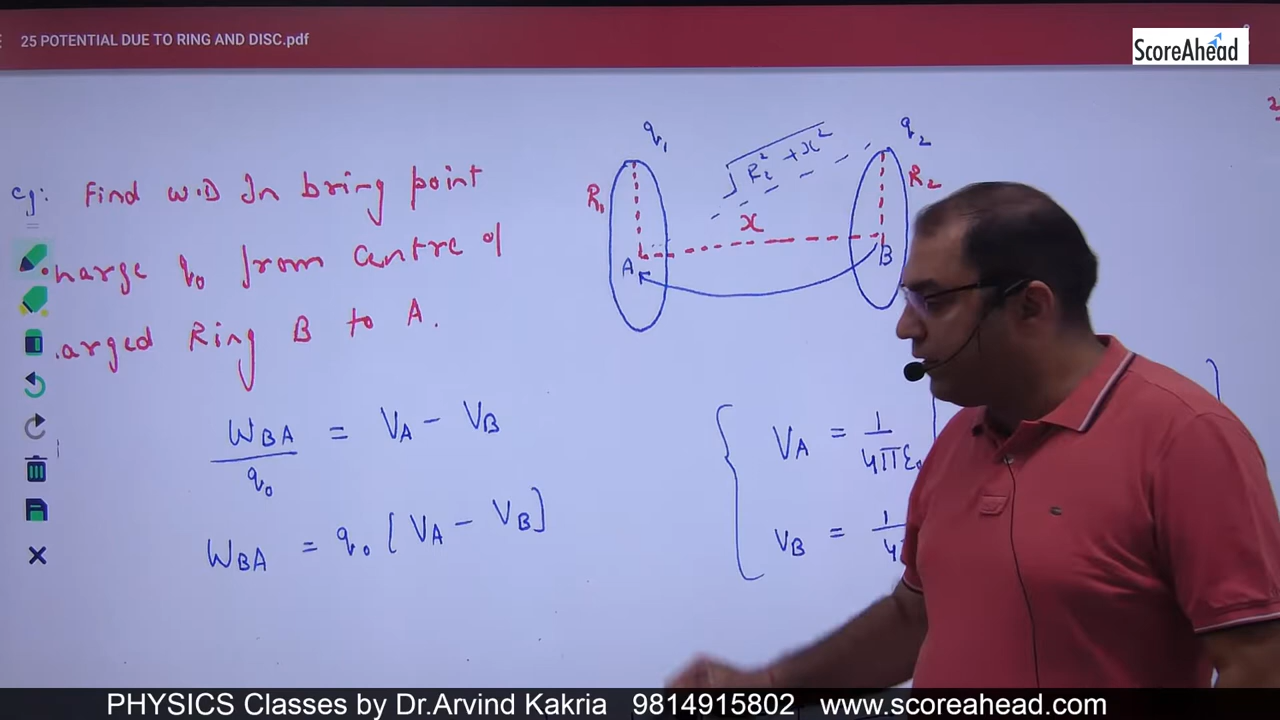 25 POTENTIAL DUE TO RING AND DISC.pdf
ScoreAhead
eg: Find W.D In bring point
harge q₀ from centre of
arged Ring B to A.
q₁
q₂
√R₂² + x²
R₁
R₂
x
A
B
W_BA / q₀ = V_A - V_B
W_BA = q₀ [V_A - V_B]
V_A = 1/4πε₀
V_B = 1/4
PHYSICS Classes by Dr.Arvind Kakria 9814915802 www.scoreahead.com